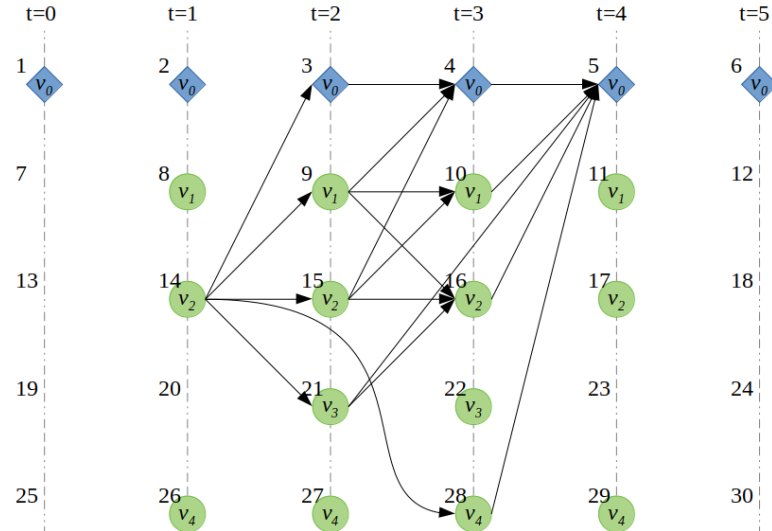 t=0 t=1 t=2 t=3 t=4 t=5
1 2 3 4 5 6
v0 v0 v0 v0 v0 v0
7 8 9 10 11 12
v1 v1 v1 v1
13 14 15 16 17 18
v2 v2 v2 v2
19 20 21 22 23 24
v3 v3
25 26 27 28 29 30
v4 v4 v4 v4